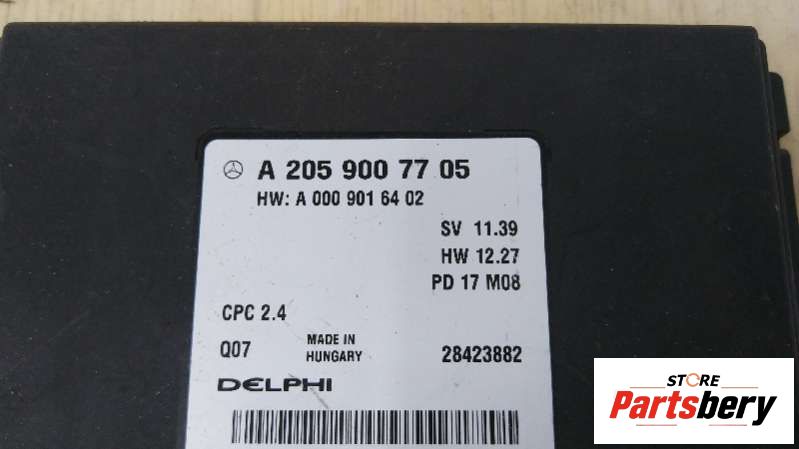 A 205 900 77 05
HW: A 000 901 64 02
SV 11.39
HW 12.27
PD 17 M08
CPC 2.4
Q07
MADE IN
HUNGARY
28423882
DELPHI
STORE
Partsbery